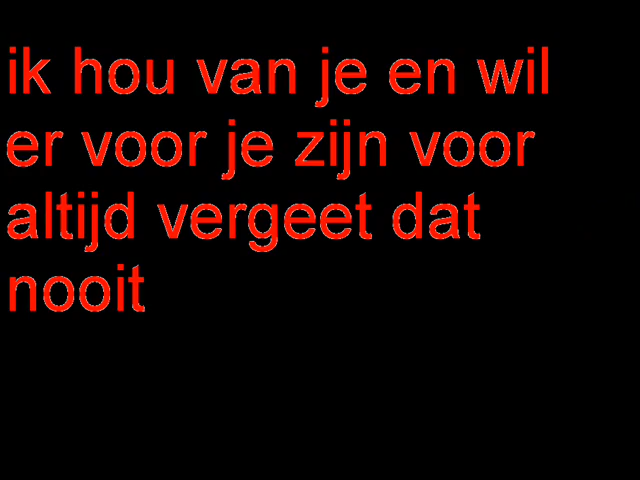 ik hou van je en wil
er voor je zijn voor
altijd vergeet dat
nooit